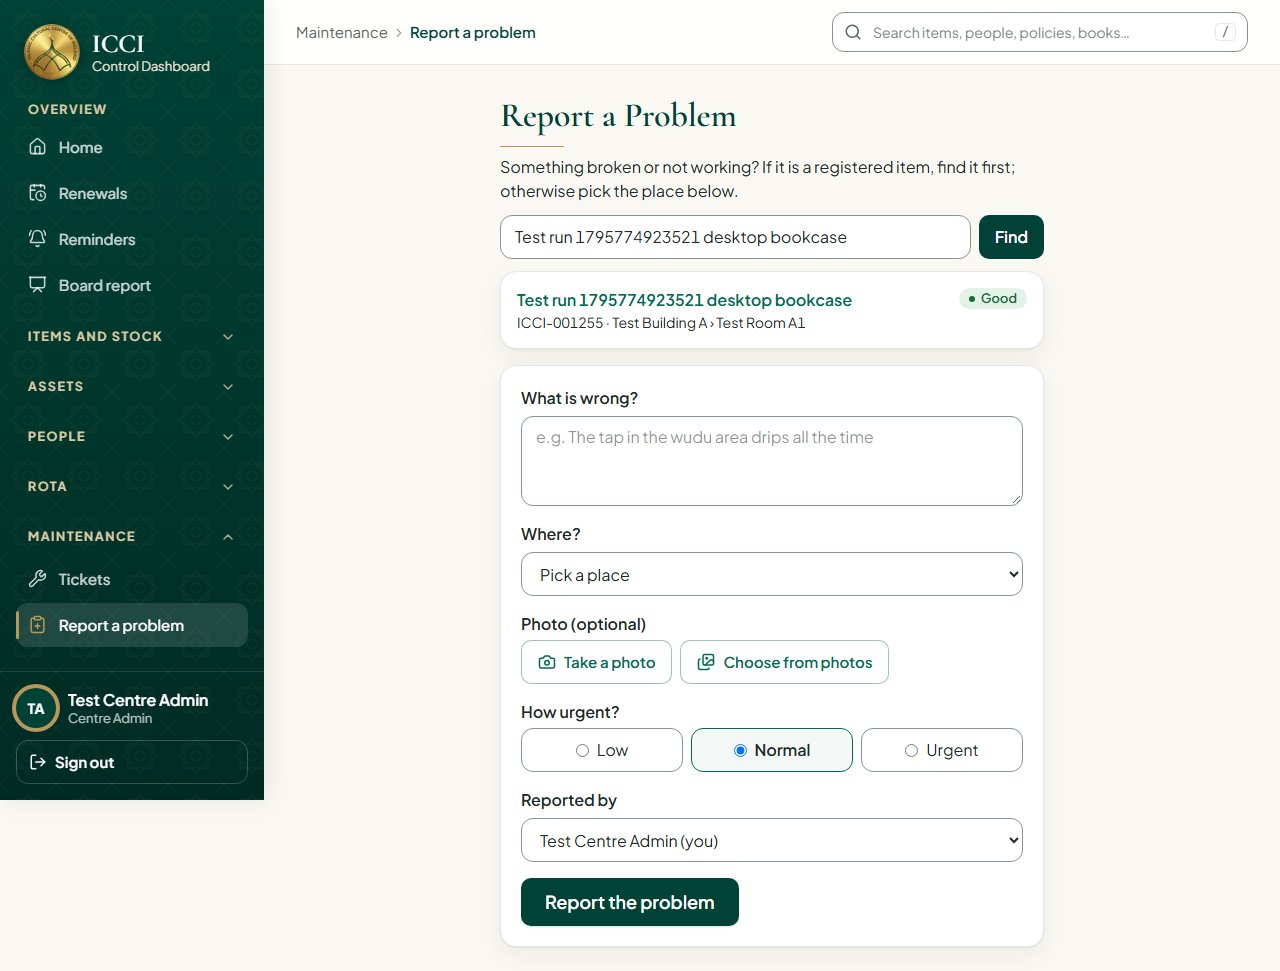 ICCI
Control Dashboard
OVERVIEW
Home
Renewals
Reminders
Board report
ITEMS AND STOCK
ASSETS
PEOPLE
ROTA
MAINTENANCE
Tickets
Report a problem
TA
Test Centre Admin
Centre Admin
Sign out
Maintenance › Report a problem
Search items, people, policies, books…
/
Report a Problem
Something broken or not working? If it is a registered item, find it first;
otherwise pick the place below.
Test run 1795774923521 desktop bookcase
Find
Test run 1795774923521 desktop bookcase
Good
ICCI-001255 · Test Building A › Test Room A1
What is wrong?
e.g. The tap in the wudu area drips all the time
Where?
Pick a place
Photo (optional)
Take a photo
Choose from photos
How urgent?
Low
Normal
Urgent
Reported by
Test Centre Admin (you)
Report the problem